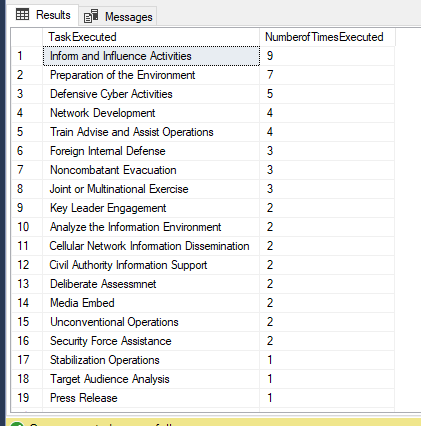 Results Messages
TaskExecuted NumberofTimesExecuted
1 Inform and Influence Activities 9
2 Preparation of the Environment 7
3 Defensive Cyber Activities 5
4 Network Development 4
5 Train Advise and Assist Operations 4
6 Foreign Internal Defense 3
7 Noncombatant Evacuation 3
8 Joint or Multinational Exercise 3
9 Key Leader Engagement 2
10 Analyze the Information Environment 2
11 Cellular Network Information Dissemination 2
12 Civil Authority Information Support 2
13 Deliberate Assessmnet 2
14 Media Embed 2
15 Unconventional Operations 2
16 Security Force Assistance 2
17 Stabilization Operations 1
18 Target Audience Analysis 1
19 Press Release 1